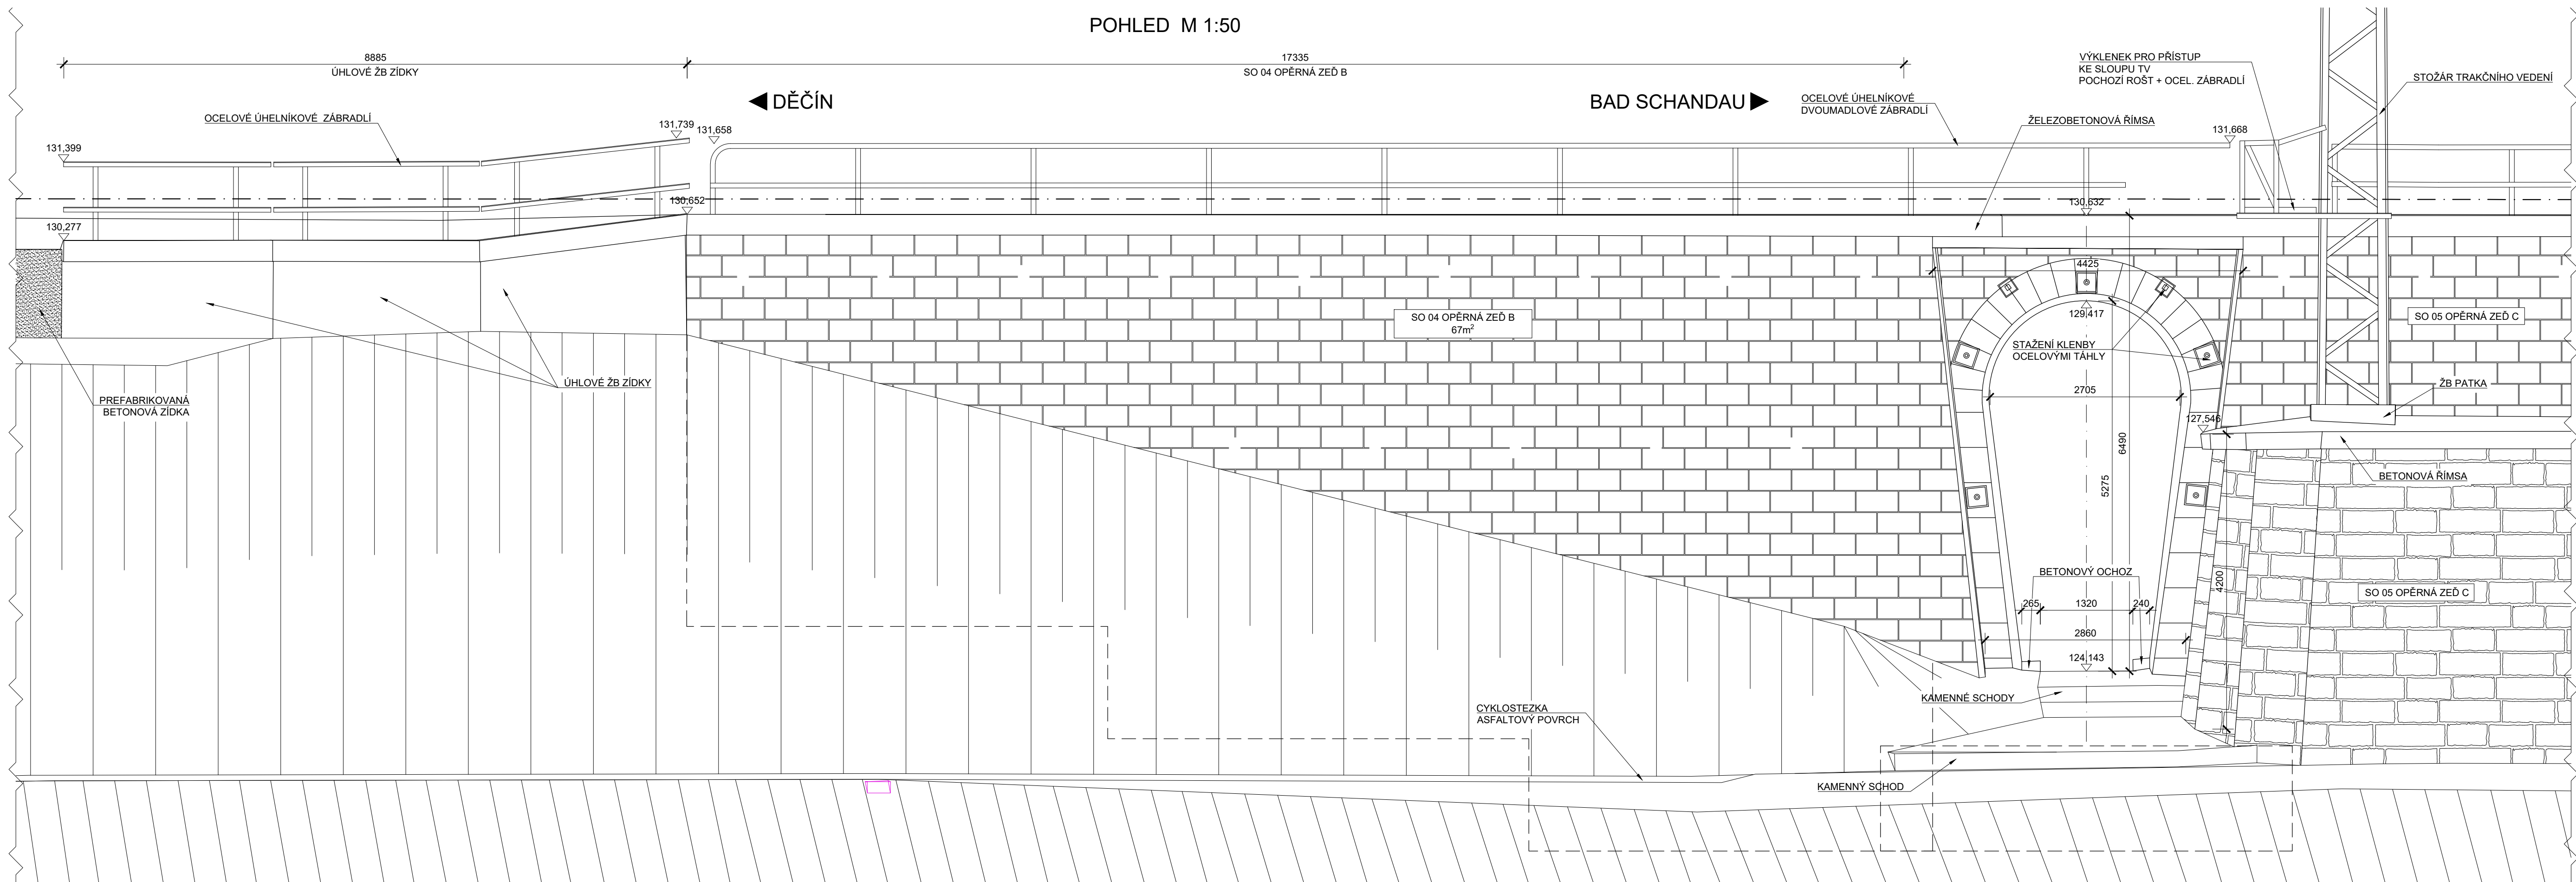 POHLED M 1:50
8885
ÚHLOVÉ ŽB ZÍDKY
17335
SO 04 OPĚRNÁ ZEĎ B
VÝKLENEK PRO PŘÍSTUP
KE SLOUPU TV
POCHOZÍ ROŠT + OCEL. ZÁBRADLÍ
STOŽÁR TRAKČNÍHO VEDENÍ
DĚČÍN
BAD SCHANDAU
OCELOVÉ ÚHELNÍKOVÉ
DVOUMADLOVÉ ZÁBRADLÍ
OCELOVÉ ÚHELNÍKOVÉ ZÁBRADLÍ
ŽELEZOBETONOVÁ ŘÍMSA
131,399
131,739
131,658
131,668
130,277
130,652
130,632
4425
129,417
SO 04 OPĚRNÁ ZEĎ B
67m²
SO 05 OPĚRNÁ ZEĎ C
STAŽENÍ KLENBY
OCELOVÝMI TÁHLY
ÚHLOVÉ ŽB ZÍDKY
PREFABRIKOVANÁ
BETONOVÁ ZÍDKA
2705
ŽB PATKA
127,546
6490
5275
BETONOVÁ ŘÍMSA
BETONOVÝ OCHOZ
4200
SO 05 OPĚRNÁ ZEĎ C
265
1320
240
2860
124,143
KAMENNÉ SCHODY
CYKLOSTEZKA
ASFALTOVÝ POVRCH
KAMENNÝ SCHOD